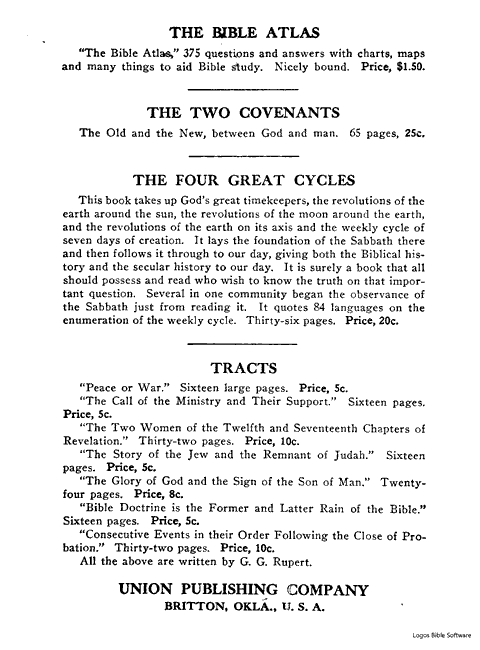 THE BIBLE ATLAS
"The Bible Atlas," 375 questions and answers with charts, maps
and many things to aid Bible study. Nicely bound. Price, $1.50.
THE TWO COVENANTS
The Old and the New, between God and man. 65 pages, 25c.
THE FOUR GREAT CYCLES
This book takes up God's great timekeepers, the revolutions of the
earth around the sun, the revolutions of the moon around the earth,
and the revolutions of the earth on its axis and the weekly cycle of
seven days of creation. It lays the foundation of the Sabbath there
and then follows it through to our day, giving both the Biblical his-
tory and the secular history to our day. It is surely a book that all
should possess and read who wish to know the truth on that impor-
tant question. Several in one community began the observance of
the Sabbath just from reading it. It quotes 84 languages on the
enumeration of the weekly cycle. Thirty-six pages. Price, 20c.
TRACTS
"Peace or War." Sixteen large pages. Price, 5c.
"The Call of the Ministry and Their Support." Sixteen pages.
Price, 5c.
"The Two Women of the Twelfth and Seventeenth Chapters of
Revelation." Thirty-two pages. Price, 10c.
"The Story of the Jew and the Remnant of Judah." Sixteen
pages. Price, 5c.
"The Glory of God and the Sign of the Son of Man." Twenty-
four pages. Price, 8c.
"Bible Doctrine is the Former and Latter Rain of the Bible."
Sixteen pages. Price, 5c.
"Consecutive Events in their Order Following the Close of Pro-
bation." Thirty-two pages. Price, 10c.
All the above are written by G. G. Rupert.
UNION PUBLISHING COMPANY
BRITTON, OKLA., U. S. A.
Logos Bible Software